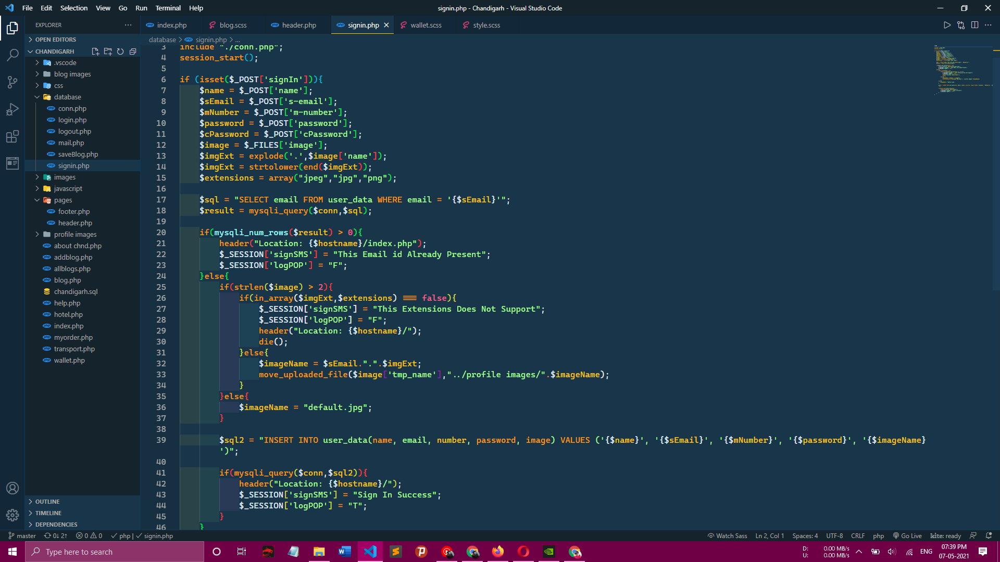 File Edit Selection View Go Run Terminal Help
signin.php - Chandigarh - Visual Studio Code
EXPLORER
index.php blog.scss header.php signin.php wallet.scss style.scss
OPEN EDITORS
database > signin.php > ...
CHANDIGARH
.vscode
blog images
css
database
conn.php
login.php
logout.php
mail.php
saveBlog.php
signin.php
images
javascript
pages
footer.php
header.php
profile images
about chnd.php
addblog.php
allblogs.php
blog.php
chandigarh.sql
help.php
hotel.php
index.php
myorder.php
transport.php
wallet.php
OUTLINE
TIMELINE
DEPENDENCIES
3 include "./conn.php";
4 session_start();
5
6 if (isset($_POST['signIn'])){
7 $name = $_POST['name'];
8 $sEmail = $_POST['s-email'];
9 $mNumber = $_POST['m-number'];
10 $password = $_POST['password'];
11 $cPassword = $_POST['cPassword'];
12 $image = $_FILES['image'];
13 $imgExt = explode('.',$image['name']);
14 $imgExt = strtolower(end($imgExt));
15 $extensions = array("jpeg","jpg","png");
16
17 $sql = "SELECT email FROM user_data WHERE email = '{$sEmail}'";
18 $result = mysqli_query($conn,$sql);
19
20 if(mysqli_num_rows($result) > 0){
21 header("Location: {$hostname}/index.php");
22 $_SESSION['signSMS'] = "This Email id Already Present";
23 $_SESSION['logPOP'] = "F";
24 }else{
25 if(strlen($image) > 2){
26 if(in_array($imgExt,$extensions) === false){
27 $_SESSION['signSMS'] = "This Extensions Does Not Support";
28 $_SESSION['logPOP'] = "F";
29 header("Location: {$hostname}/");
30 die();
31 }else{
32 $imageName = $sEmail.".".$imgExt;
33 move_uploaded_file($image['tmp_name'],"../profile images/".$imageName);
34 }
35 }else{
36 $imageName = "default.jpg";
37 }
38
39 $sql2 = "INSERT INTO user_data(name, email, number, password, image) VALUES ('{$name}', '{$sEmail}', '{$mNumber}', '{$password}', '{$imageName}
')";
40
41 if(mysqli_query($conn,$sql2)){
42 header("Location: {$hostname}/");
43 $_SESSION['signSMS'] = "Sign In Success";
44 $_SESSION['logPOP'] = "T";
45 }
46 }
master 0↓ 2↑ 0 0 php | signin.php
Watch Sass Ln 2, Col 1 Spaces: 4 UTF-8 CRLF php Go Live kite: ready
Type here to search
D: 0.00 MB/s
U: 0.00 MB/s
ENG
07:39 PM
07-05-2021